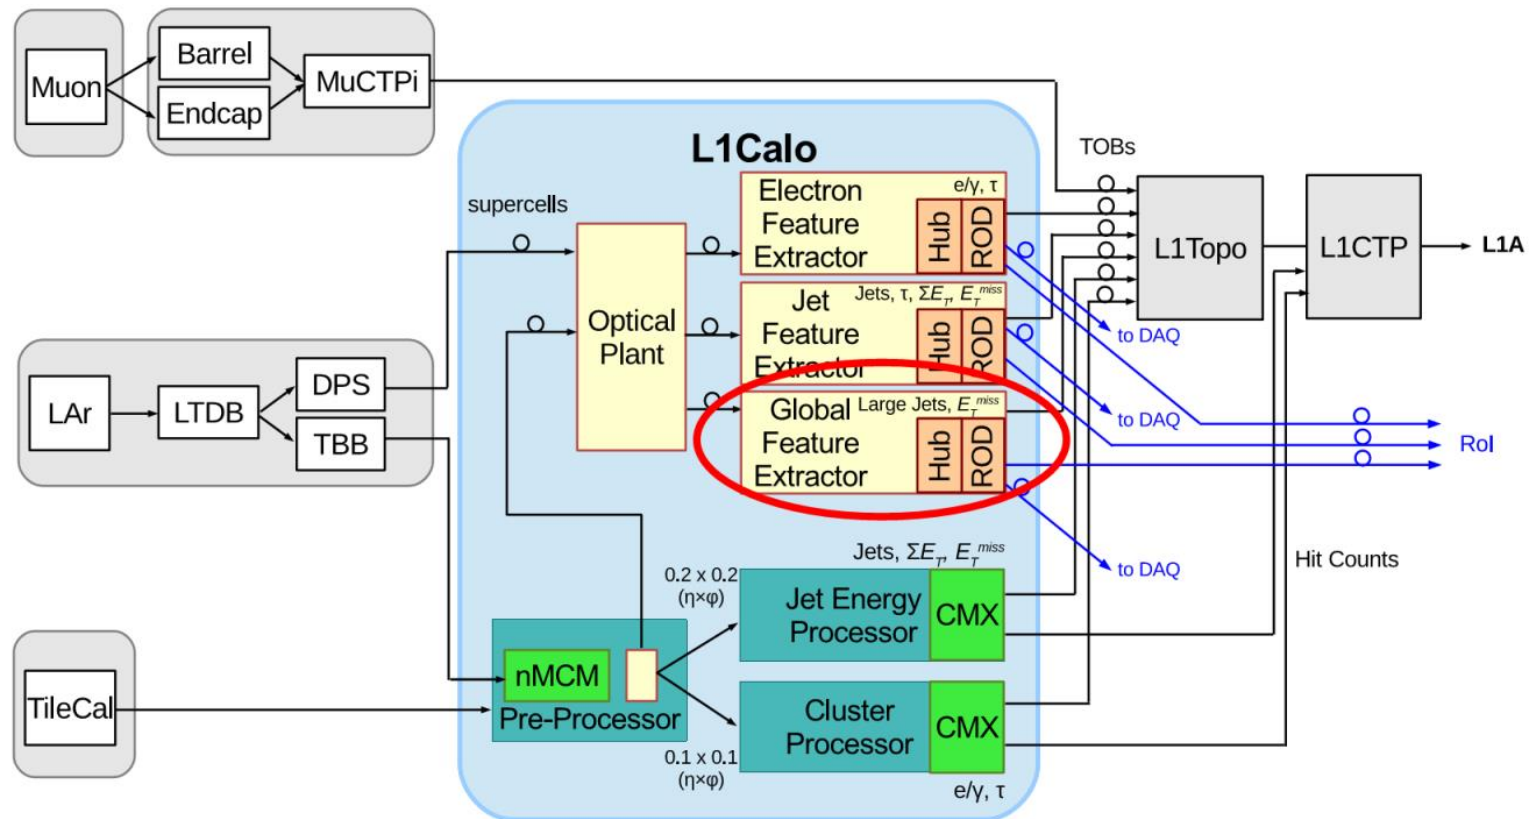 Muon
Barrel
Endcap
MuCTPi
L1Calo
TOBs
supercells
Optical
Plant
e/γ, τ
Electron
Feature
Extractor
Hub
ROD
Jets, τ, ΣE_T, E_T^miss
Jet
Feature
Extractor
Hub
ROD
Large Jets, E_T^miss
Global
Feature
Extractor
Hub
ROD
L1Topo
L1CTP
L1A
to DAQ
to DAQ
to DAQ
RoI
Hit Counts
LAr
LTDB
DPS
TBB
TileCal
nMCM
Pre-Processor
0.2 x 0.2
(η×φ)
Jets, ΣE_T, E_T^miss
Jet Energy
Processor
CMX
0.1 x 0.1
(η×φ)
Cluster
Processor
CMX
e/γ, τ